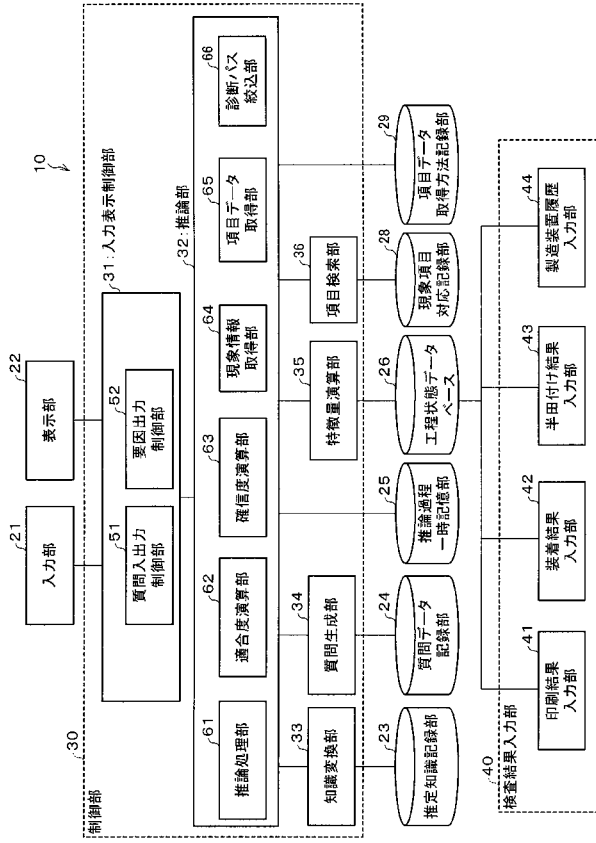 10
21
入力部
22
表示部
30
制御部
31:入力表示制御部
51
質問入出力
制御部
52
要因出力
制御部
32:推論部
61
推論処理部
62
適合度演算部
63
確信度演算部
64
現象情報
取得部
65
項目データ
取得部
66
診断パス
絞込部
33
知識変換部
34
質問生成部
35
特徴量演算部
36
項目検索部
23
推定知識記録部
24
質問データ
記録部
25
推論過程
一時記憶部
26
工程状態データ
ベース
28
現象項目
対応記録部
29
項目データ
取得方法記録部
40
検査結果入力部
41
印刷結果
入力部
42
装着結果
入力部
43
半田付け結果
入力部
44
製造装置履歴
入力部